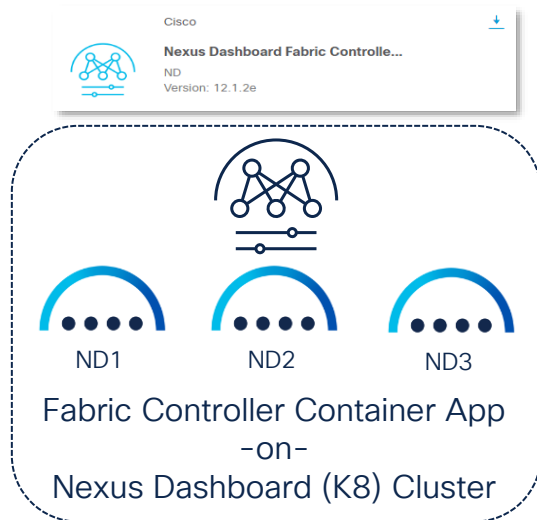 Cisco
Nexus Dashboard Fabric Controlle...
ND
Version: 12.1.2e
ND1
ND2
ND3
Fabric Controller Container App
-on-
Nexus Dashboard (K8) Cluster